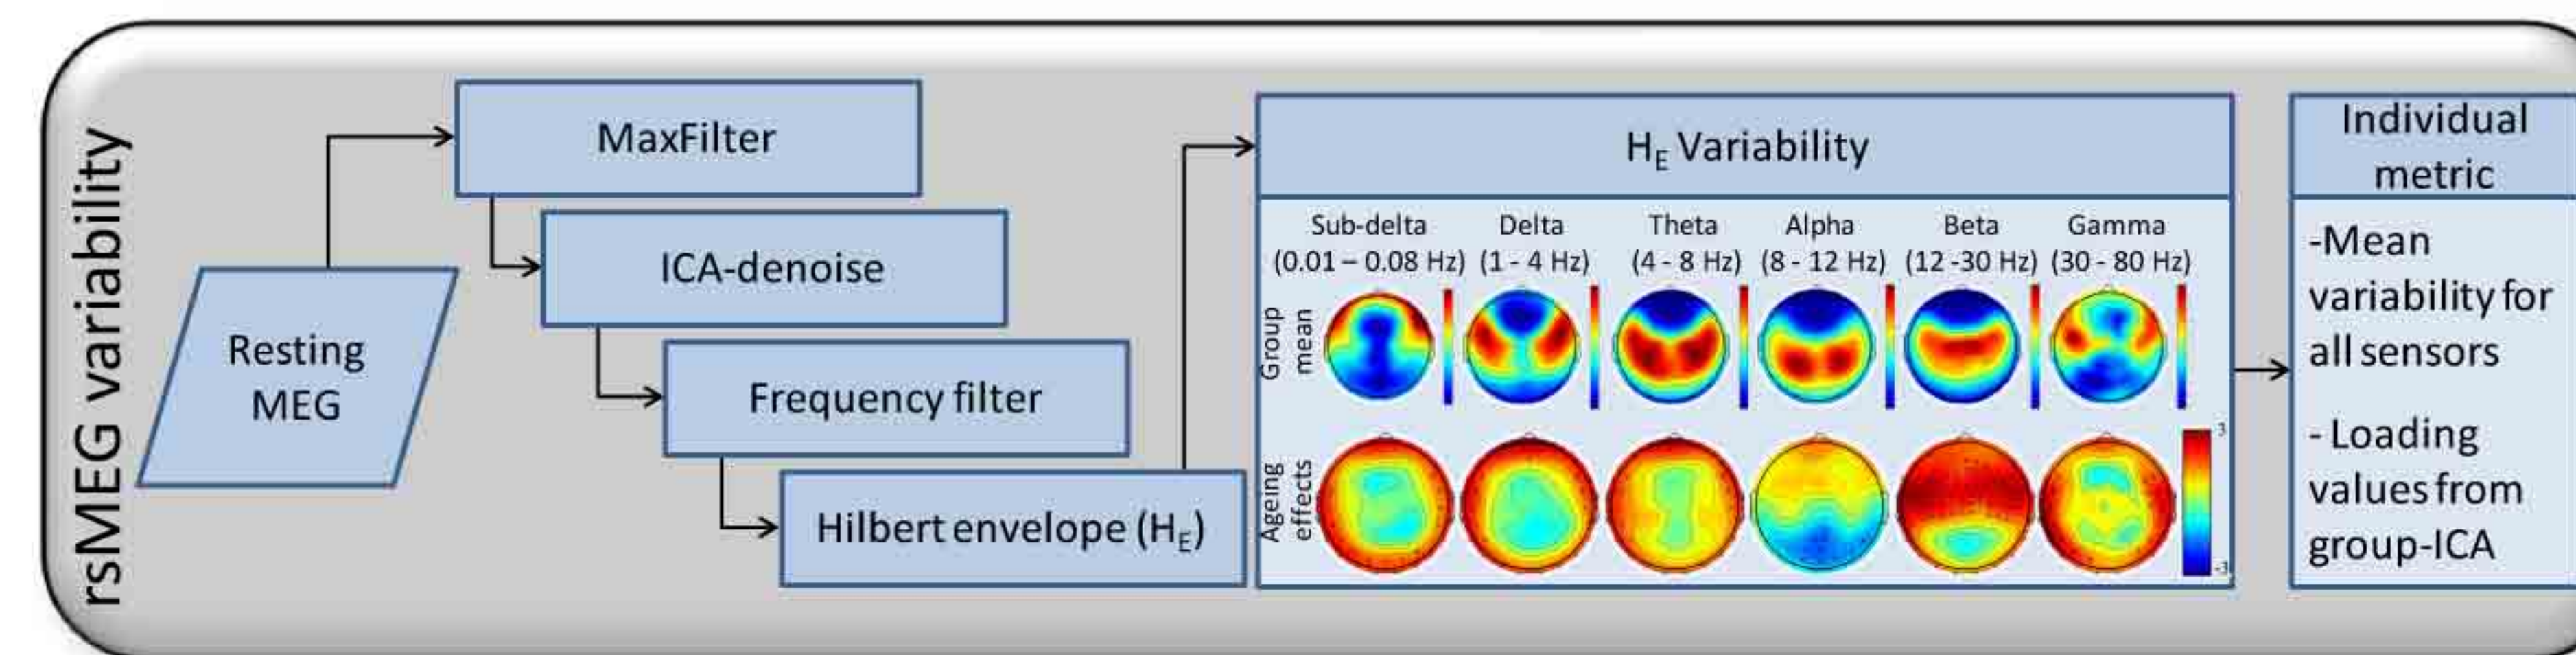 rsMEG variability
Resting
MEG
MaxFilter
ICA-denoise
Frequency filter
Hilbert envelope (HE)
HE Variability
Sub-delta
(0.01 – 0.08 Hz)
Delta
(1 - 4 Hz)
Theta
(4 - 8 Hz)
Alpha
(8 - 12 Hz)
Beta
(12 -30 Hz)
Gamma
(30 - 80 Hz)
Group
mean
Ageing
effects
3
-3
Individual
metric
-Mean
variability for
all sensors
- Loading
values from
group-ICA